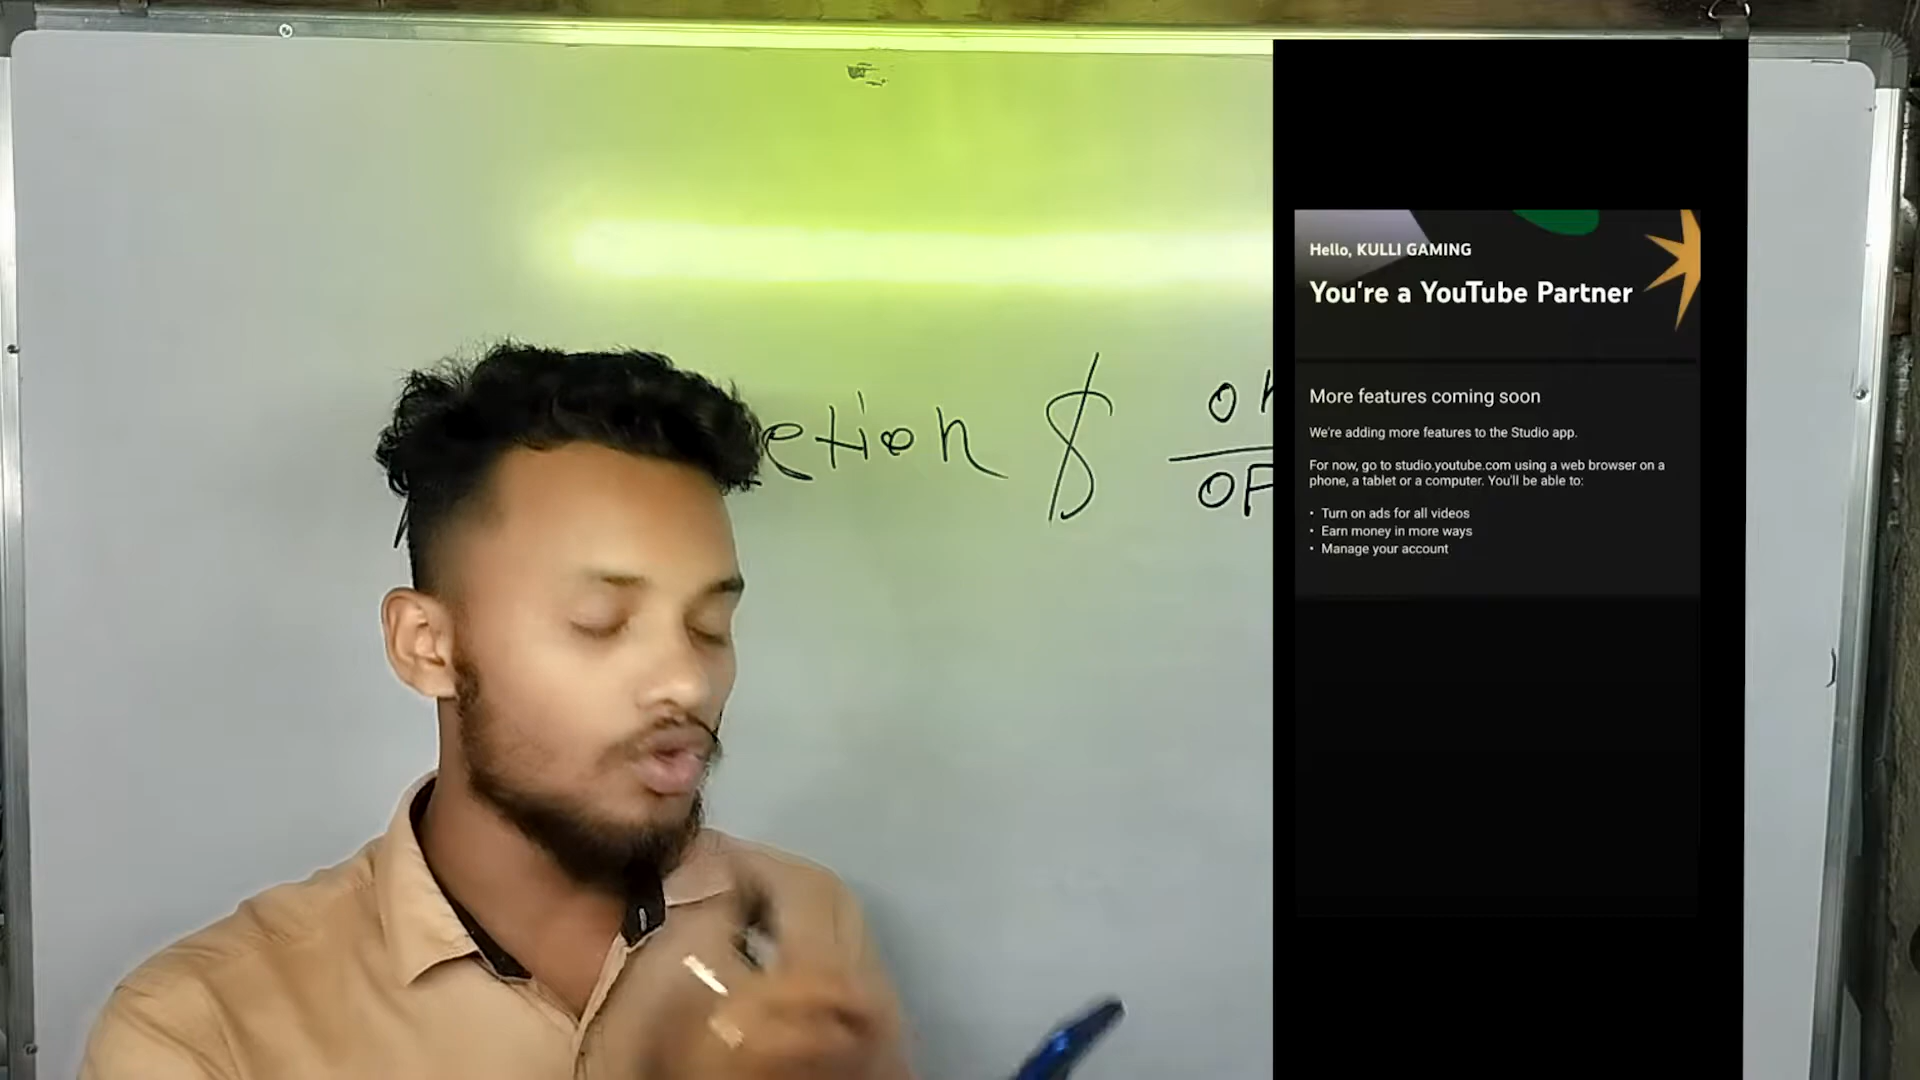 etion $ 
Hello, KULLI GAMING
You're a YouTube Partner
More features coming soon
We're adding more features to the Studio app.
For now, go to studio.youtube.com using a web browser on a
phone, a tablet or a computer. You'll be able to:
• Turn on ads for all videos
• Earn money in more ways
• Manage your account